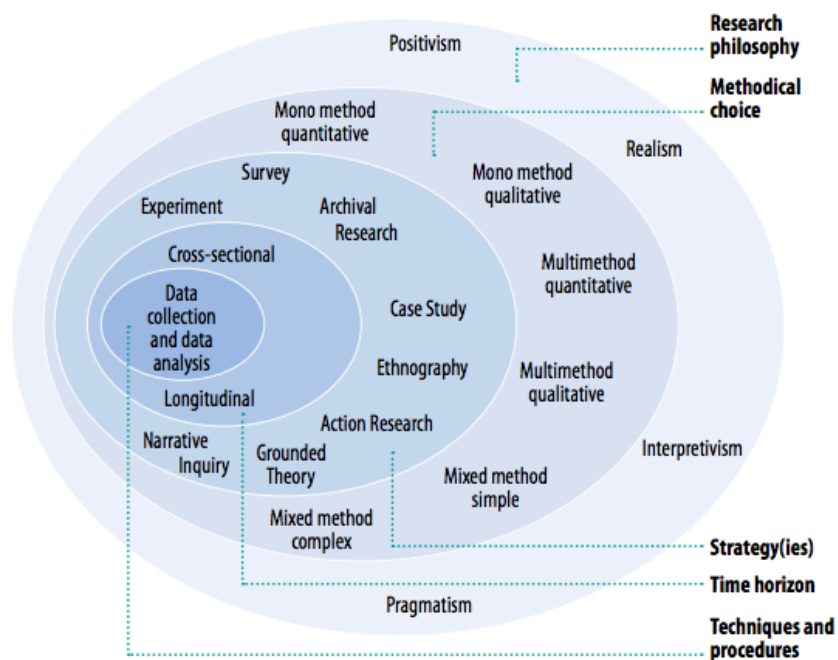 Positivism
Research
philosophy
Methodical
choice
Mono method
quantitative
Realism
Survey
Mono method
qualitative
Experiment
Archival
Research
Cross-sectional
Multimethod
quantitative
Data
collection
and data
analysis
Case Study
Ethnography
Multimethod
qualitative
Longitudinal
Action Research
Narrative
Inquiry
Grounded
Theory
Interpretivism
Mixed method
simple
Mixed method
complex
Strategy(ies)
Time horizon
Pragmatism
Techniques and
procedures